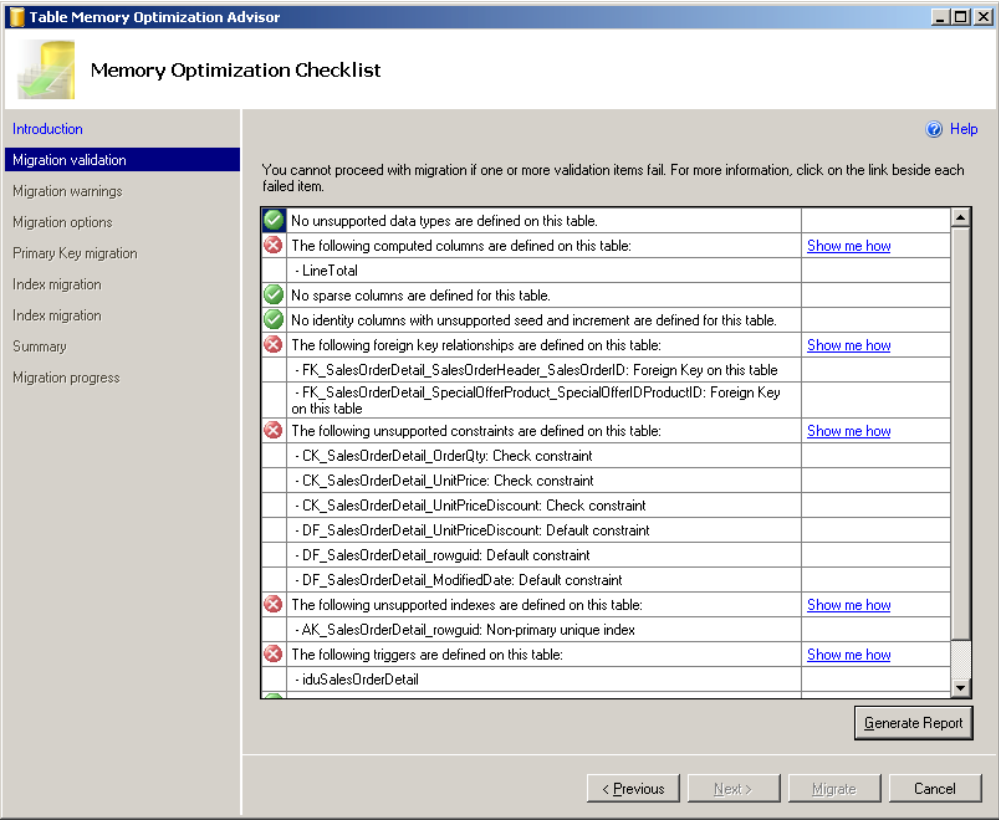 Table Memory Optimization Advisor
Memory Optimization Checklist
Introduction
Migration validation
Migration warnings
Migration options
Primary Key migration
Index migration
Index migration
Summary
Migration progress
Help
You cannot proceed with migration if one or more validation items fail. For more information, click on the link beside each
failed item.
No unsupported data types are defined on this table.
The following computed columns are defined on this table: Show me how
- LineTotal
No sparse columns are defined for this table.
No identity columns with unsupported seed and increment are defined for this table.
The following foreign key relationships are defined on this table: Show me how
- FK_SalesOrderDetail_SalesOrderHeader_SalesOrderID: Foreign Key on this table
- FK_SalesOrderDetail_SpecialOfferProduct_SpecialOfferIDProductID: Foreign Key
on this table
The following unsupported constraints are defined on this table: Show me how
- CK_SalesOrderDetail_OrderQty: Check constraint
- CK_SalesOrderDetail_UnitPrice: Check constraint
- CK_SalesOrderDetail_UnitPriceDiscount: Check constraint
- DF_SalesOrderDetail_UnitPriceDiscount: Default constraint
- DF_SalesOrderDetail_rowguid: Default constraint
- DF_SalesOrderDetail_ModifiedDate: Default constraint
The following unsupported indexes are defined on this table: Show me how
- AK_SalesOrderDetail_rowguid: Non-primary unique index
The following triggers are defined on this table: Show me how
- iduSalesOrderDetail
Generate Report
< Previous
Next >
Migrate
Cancel